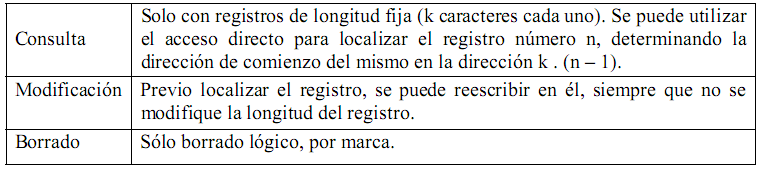 Solo con registros de longitud fija (k caracteres cada uno). Se puede utilizar
Consulta
el acceso directo para localizar el registro número n, determinando la
dirección de comienzo del mismo en la dirección k . (n – 1).
Modificación
Previo localizar el registro, se puede reescribir en él, siempre que no se
modifique la longitud del registro.
Borrado
Sólo borrado lógico, por marca.